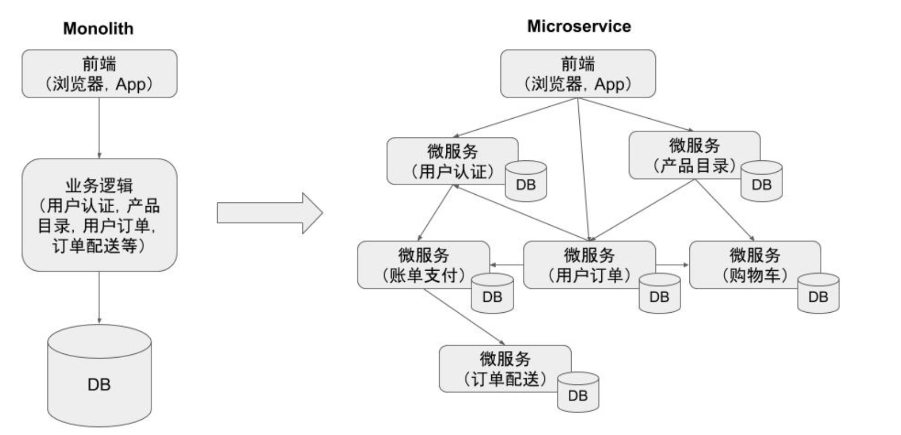 Monolith
前端
（浏览器, App）
业务逻辑
（用户认证, 产品
目录, 用户订单,
订单配送等）
DB
Microservice
前端
（浏览器, App）
微服务
（用户认证）
DB
微服务
（产品目录）
DB
微服务
（账单支付）
DB
微服务
（用户订单）
DB
微服务
（购物车）
DB
微服务
（订单配送）
DB